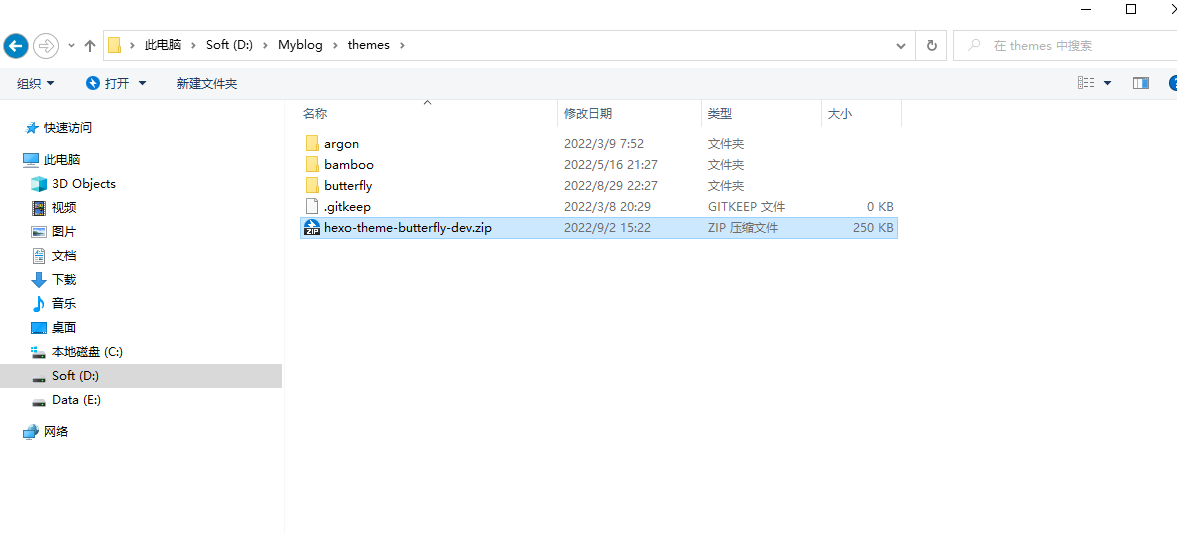 此电脑 Soft (D:) Myblog themes 在 themes 中搜索
组织 打开 新建文件夹
快速访问
此电脑
3D Objects
视频
图片
文档
下载
音乐
桌面
本地磁盘 (C:)
Soft (D:)
Data (E:)
网络
名称 修改日期 类型 大小
argon 2022/3/9 7:52 文件夹
bamboo 2022/5/16 21:27 文件夹
butterfly 2022/8/29 22:27 文件夹
.gitkeep 2022/3/8 20:29 GITKEEP 文件 0 KB
ZIP hexo-theme-butterfly-dev.zip 2022/9/2 15:22 ZIP 压缩文件 250 KB